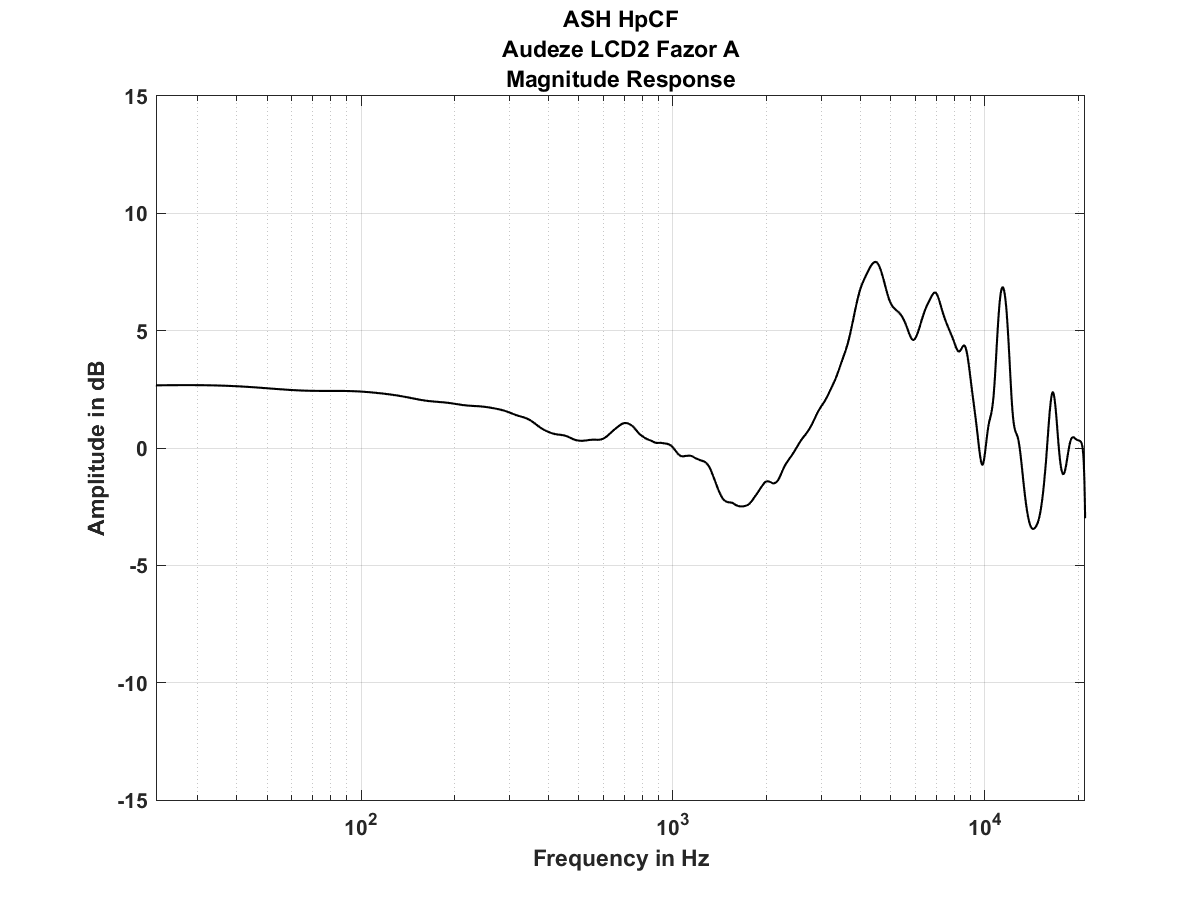 ASH HpCF
Audeze LCD2 Fazor A
Magnitude Response
15
10
5
0
-5
-10
-15
Amplitude in dB
10^2 10^3 10^4
Frequency in Hz